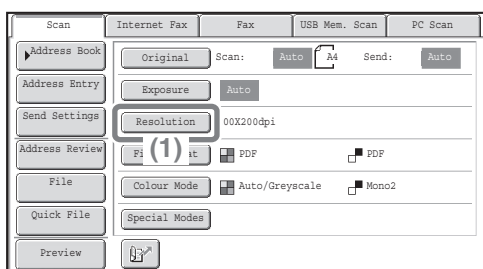 Scan Internet Fax Fax USB Mem. Scan PC Scan
Address Book
Address Entry
Send Settings
Address Review
File
Quick File
Preview
Original Scan: Auto A4 Send: Auto
Exposure Auto
Resolution 00X200dpi
(1) PDF PDF
Colour Mode Auto/Greyscale Mono2
Special Modes